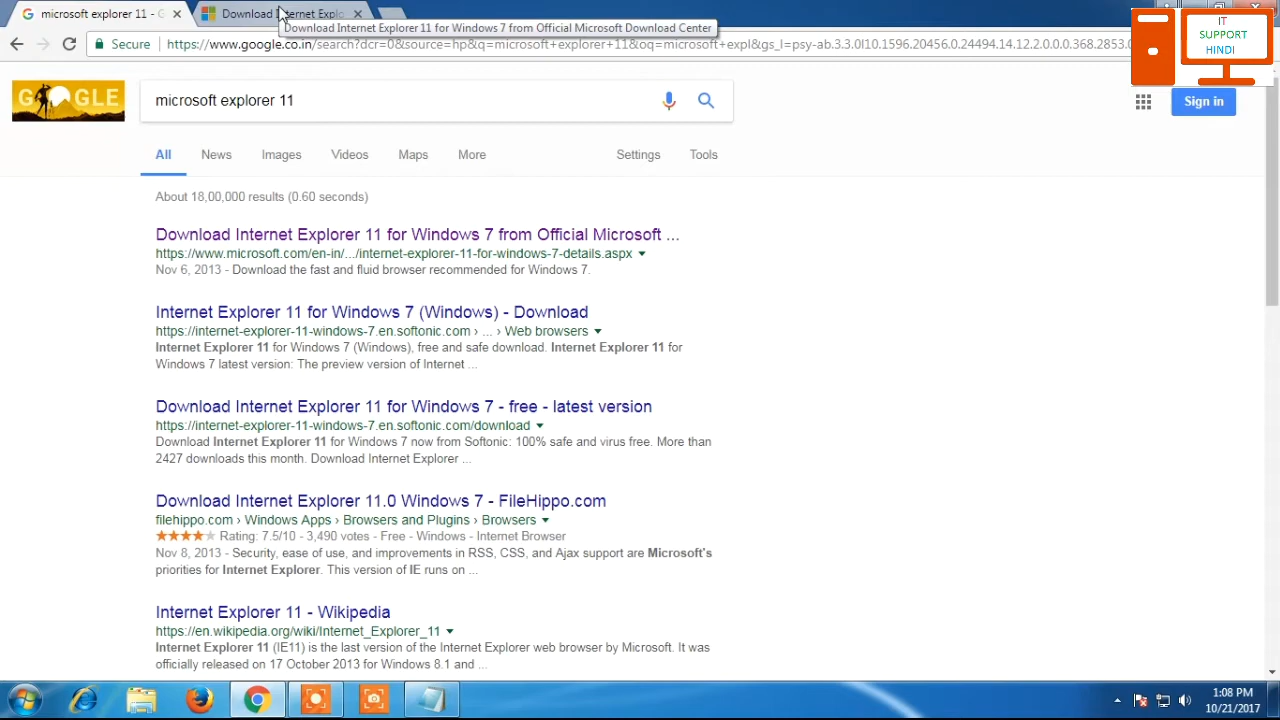 microsoft explorer 11 - G
Download Internet Explo
Download Internet Explorer 11 for Windows 7 from Official Microsoft Download Center
Secure
https://www.google.co.in/search?dcr=0&source=hp&q=microsoft+explorer+11&oq=microsoft+expl&gs_l=psy-ab.3.3.0l10.1596.20456.0.24494.14.12.2.0.0.0.368.2853.0
IT
SUPPORT
HINDI
GOOGLE
microsoft explorer 11
Sign in
All News Images Videos Maps More Settings Tools
About 18,00,000 results (0.60 seconds)
Download Internet Explorer 11 for Windows 7 from Official Microsoft ...
https://www.microsoft.com/en-in/.../internet-explorer-11-for-windows-7-details.aspx
Nov 6, 2013 - Download the fast and fluid browser recommended for Windows 7.
Internet Explorer 11 for Windows 7 (Windows) - Download
https://internet-explorer-11-windows-7.en.softonic.com › ... › Web browsers
Internet Explorer 11 for Windows 7 (Windows), free and safe download. Internet Explorer 11 for
Windows 7 latest version: The preview version of Internet ...
Download Internet Explorer 11 for Windows 7 - free - latest version
https://internet-explorer-11-windows-7.en.softonic.com/download
Download Internet Explorer 11 for Windows 7 now from Softonic: 100% safe and virus free. More than
2427 downloads this month. Download Internet Explorer ...
Download Internet Explorer 11.0 Windows 7 - FileHippo.com
filehippo.com › Windows Apps › Browsers and Plugins › Browsers
Rating: 7.5/10 - 3,490 votes - Free - Windows - Internet Browser
Nov 8, 2013 - Security, ease of use, and improvements in RSS, CSS, and Ajax support are Microsoft's
priorities for Internet Explorer. This version of IE runs on ...
Internet Explorer 11 - Wikipedia
https://en.wikipedia.org/wiki/Internet_Explorer_11
Internet Explorer 11 (IE11) is the last version of the Internet Explorer web browser by Microsoft. It was
officially released on 17 October 2013 for Windows 8.1 and ...
1:08 PM
10/21/2017